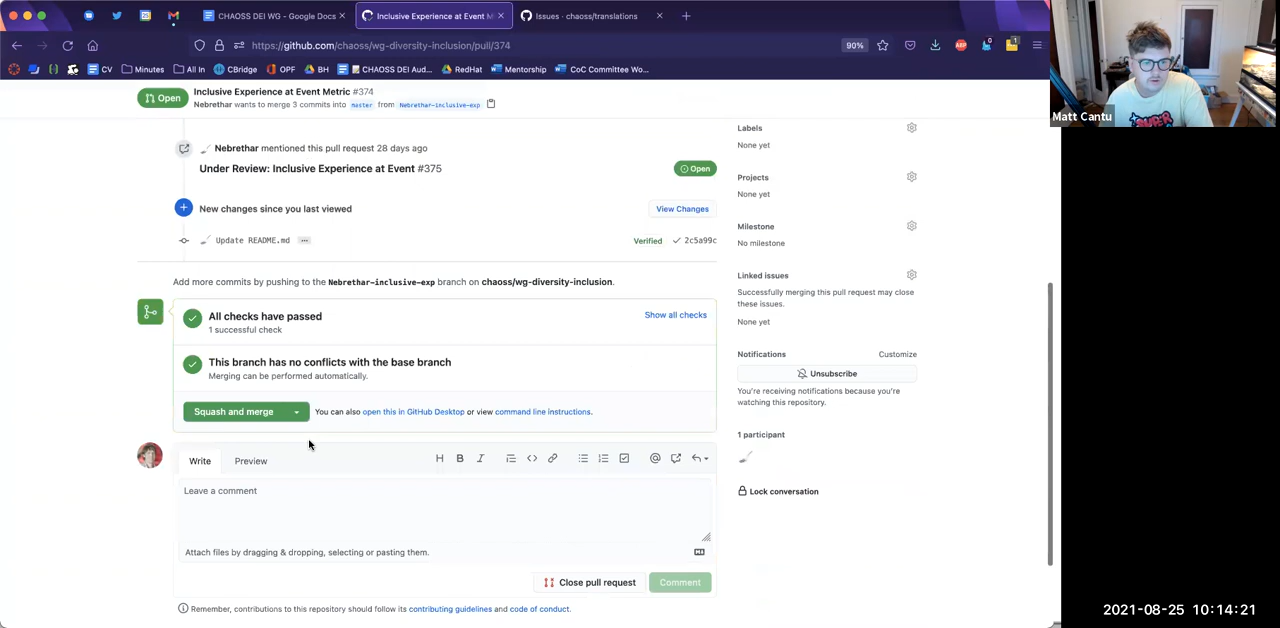 CHAOSS DEI WG - Google Docs
Inclusive Experience at Event M
Issues · chaoss/translations
https://github.com/chaoss/wg-diversity-inclusion/pull/374
90%
CV
Minutes
All In
CBridge
OPF
BH
CHAOSS DEI Aud...
RedHat
Mentorship
CoC Committee Wo...
Matt Cantu
Open
Inclusive Experience at Event Metric #374
Nebrethar wants to merge 3 commits into master from Nebrethar-inclusive-exp
Labels
None yet
Nebrethar mentioned this pull request 28 days ago
Under Review: Inclusive Experience at Event #375
Open
Projects
None yet
New changes since you last viewed
View Changes
Milestone
No milestone
Update README.md
Verified
2c5a99c
Linked issues
Successfully merging this pull request may close
these issues.
None yet
Add more commits by pushing to the Nebrethar-inclusive-exp branch on chaoss/wg-diversity-inclusion.
All checks have passed
1 successful check
Show all checks
This branch has no conflicts with the base branch
Merging can be performed automatically.
Notifications
Customize
Unsubscribe
You're receiving notifications because you're
watching this repository.
Squash and merge
You can also open this in GitHub Desktop or view command line instructions.
1 participant
Write
Preview
Leave a comment
Lock conversation
Attach files by dragging & dropping, selecting or pasting them.
Close pull request
Comment
Remember, contributions to this repository should follow its contributing guidelines and code of conduct.
2021-08-25 10:14:21